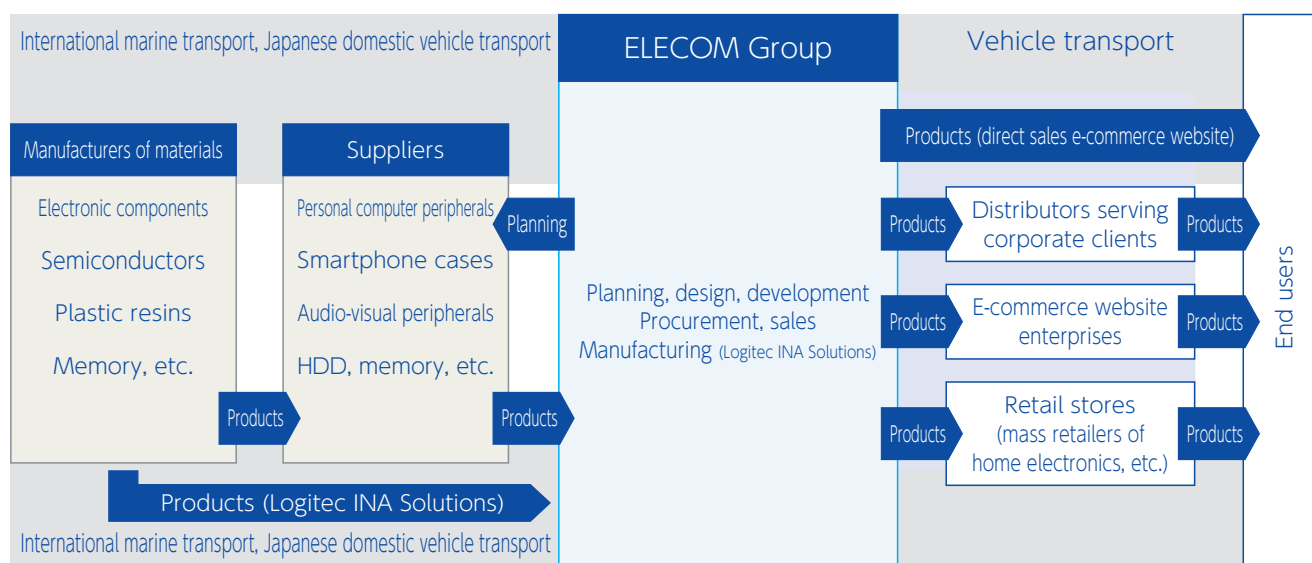 International marine transport, Japanese domestic vehicle transport
ELECOM Group
Vehicle transport
Manufacturers of materials
Electronic components
Semiconductors
Plastic resins
Memory, etc.
Products
Suppliers
Personal computer peripherals
Smartphone cases
Audio-visual peripherals
HDD, memory, etc.
Planning
Products
Products (Logitec INA Solutions)
International marine transport, Japanese domestic vehicle transport
Planning, design, development
Procurement, sales
Manufacturing (Logitec INA Solutions)
Products (direct sales e-commerce website)
Products
Distributors serving
corporate clients
Products
Products
E-commerce website
enterprises
Products
Products
Retail stores
(mass retailers of
home electronics, etc.)
Products
End users